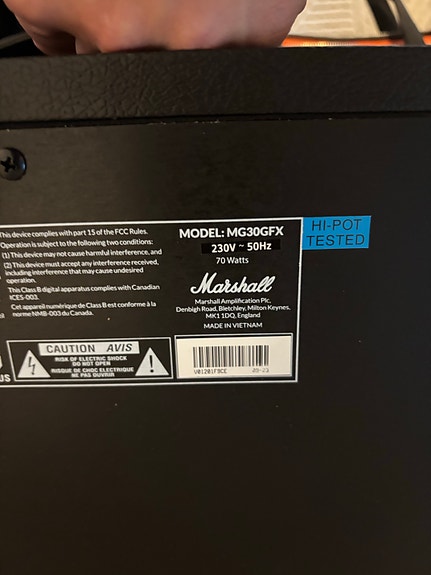 This device complies with part 15 of the FCC Rules.
Operation is subject to the following two conditions:
(1) This device may not cause harmful interference, and
(2) This device must accept any interference received,
including interference that may cause undesired
operation.
This Class B digital apparatus complies with Canadian
ICES-003.
Cet appareil numérique de Class B est conforme à la
norme NMB-003 du Canada.
MODEL: MG30GFX
230V ~ 50Hz
70 Watts
Marshall
Marshall Amplification Plc,
Denbigh Road, Bletchley, Milton Keynes,
MK1 1DQ, England
MADE IN VIETNAM
HI-POT
TESTED
US
CAUTION AVIS
RISK OF ELECTRIC SHOCK
DO NOT OPEN
RISQUE DE CHOC ELECTRIQUE
NE PAS OUVRIR
09-23